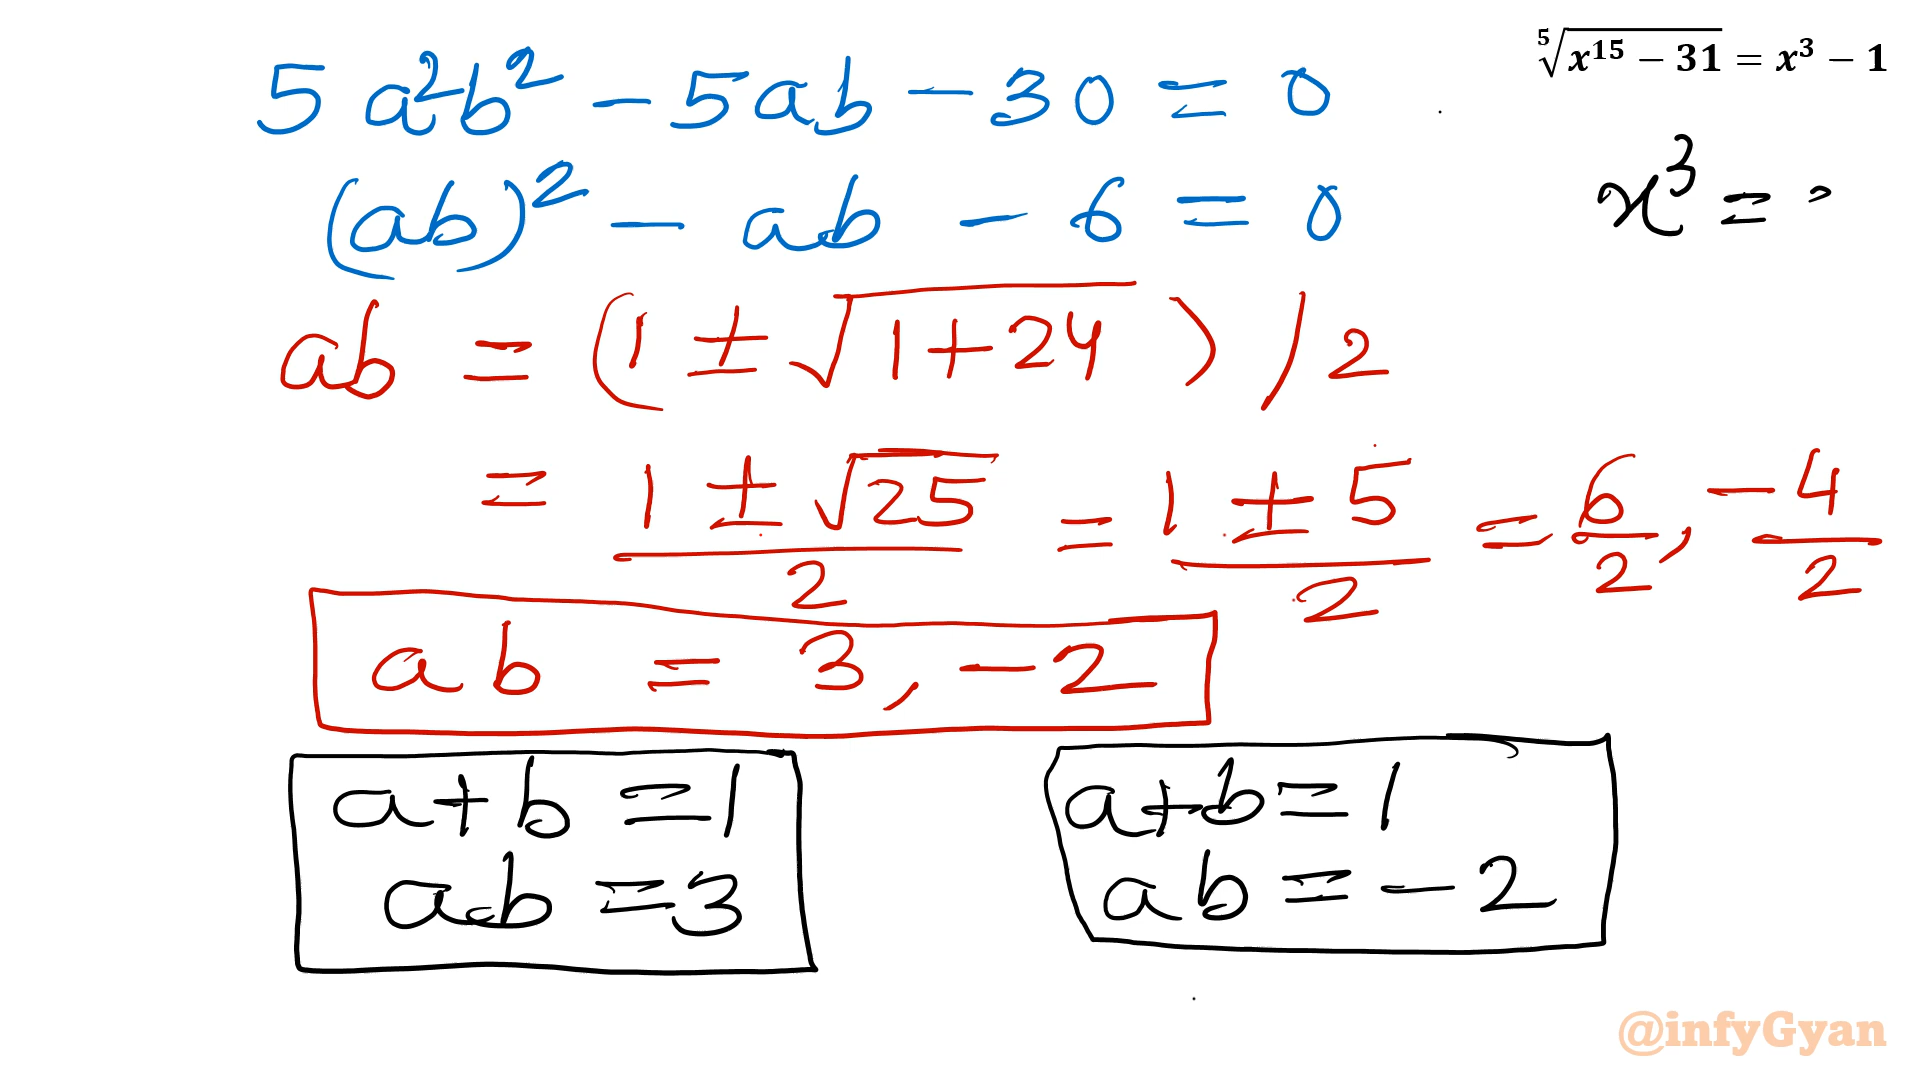 ⁵√(x¹⁵ − 31) = x³ − 1
5 a²b² − 5ab − 30 = 0
x³ = ?
(ab)² − ab − 6 = 0
ab = (1 ± √(1+24)) / 2
= (1 ± √25)/2 = (1 ± 5)/2 = 6/2, −4/2
ab = 3, −2
a+b = 1
ab = 3
a+b = 1
ab = −2
@infyGyan